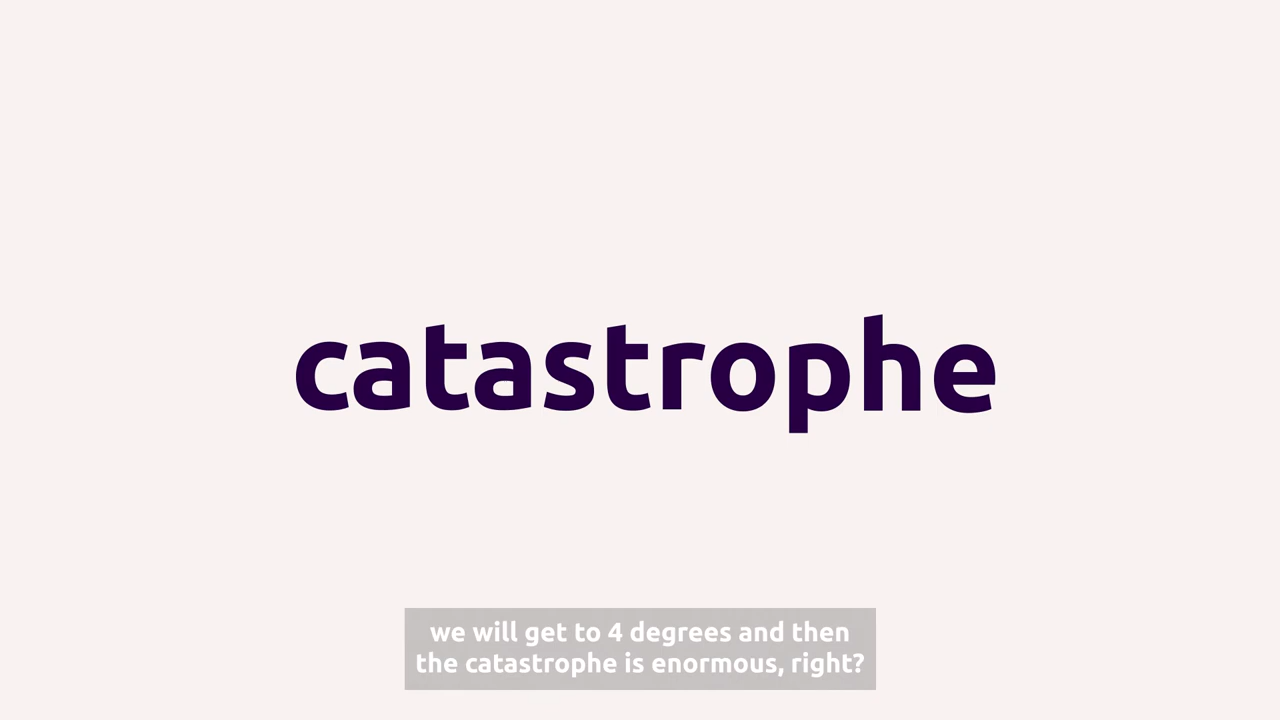 catastrophe
we will get to 4 degrees and then
the catastrophe is enormous, right?